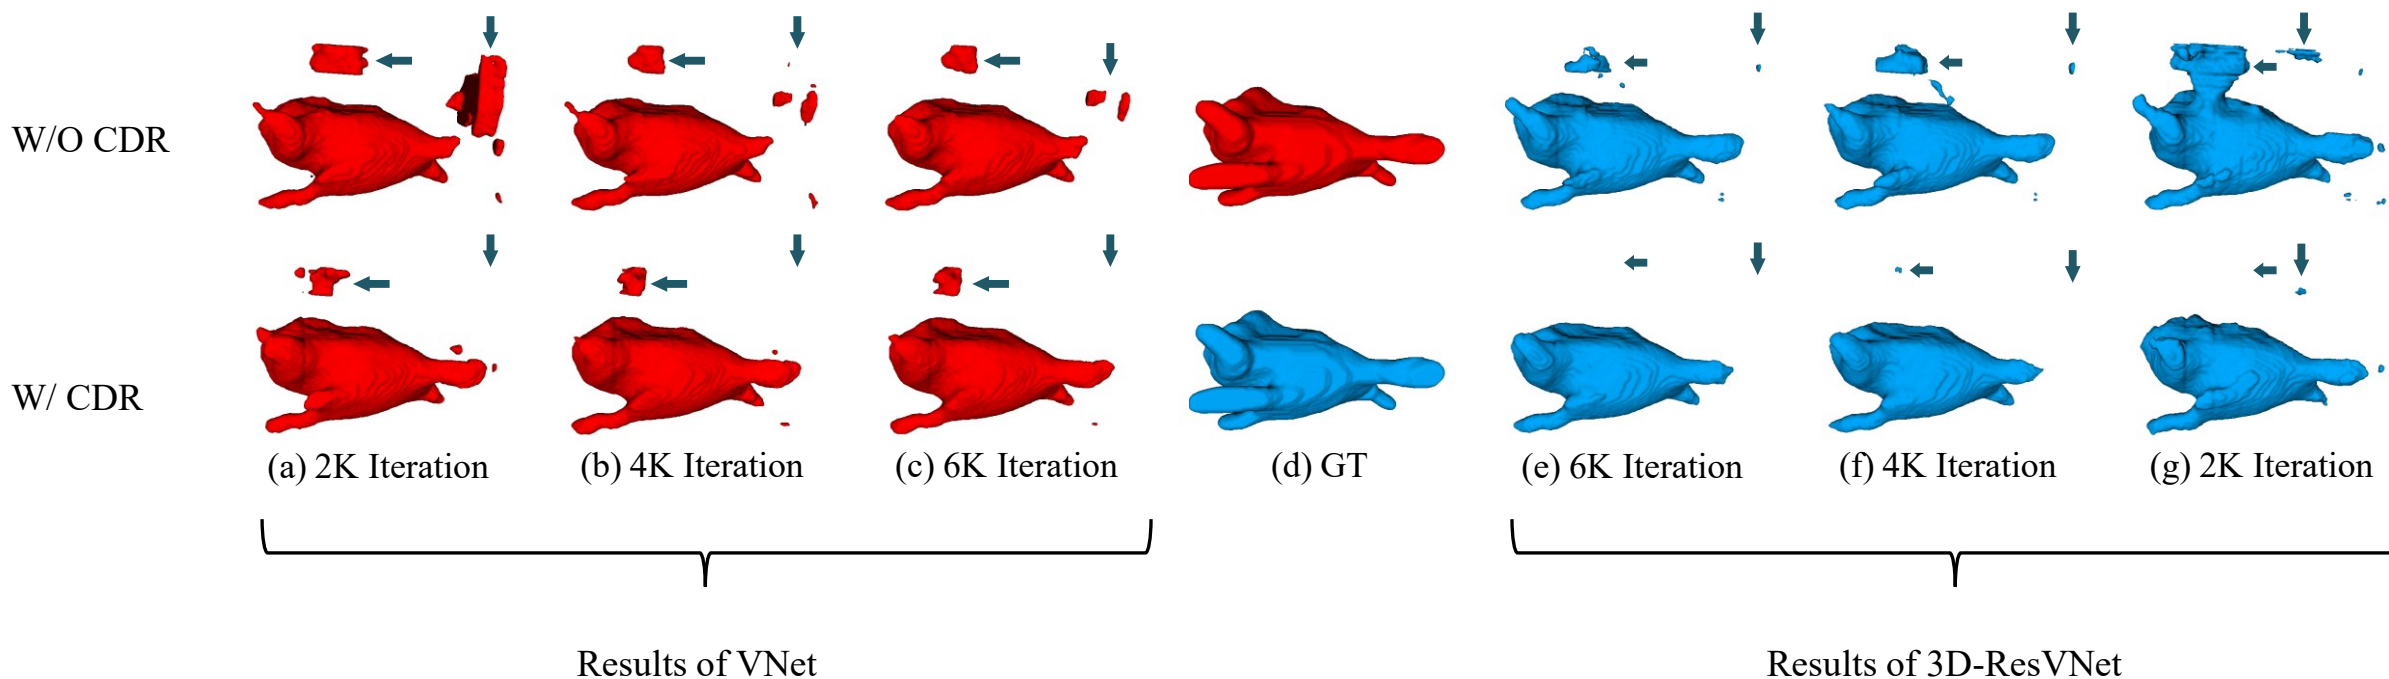 W/O CDR
W/ CDR
(a) 2K Iteration
(b) 4K Iteration
(c) 6K Iteration
(d) GT
(e) 6K Iteration
(f) 4K Iteration
(g) 2K Iteration
Results of VNet
Results of 3D-ResVNet